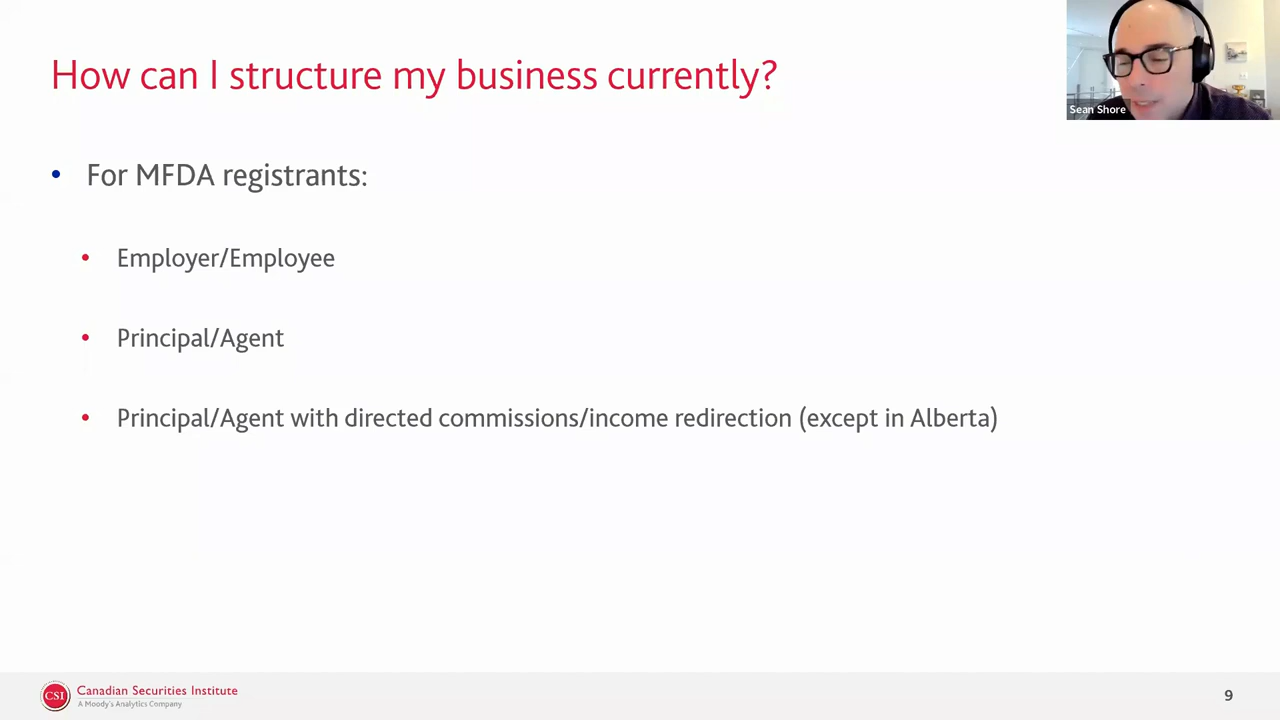 How can I structure my business currently?
Sean Shore
• For MFDA registrants:
• Employer/Employee
• Principal/Agent
• Principal/Agent with directed commissions/income redirection (except in Alberta)
CSI
Canadian Securities Institute
A Moody's Analytics Company
9